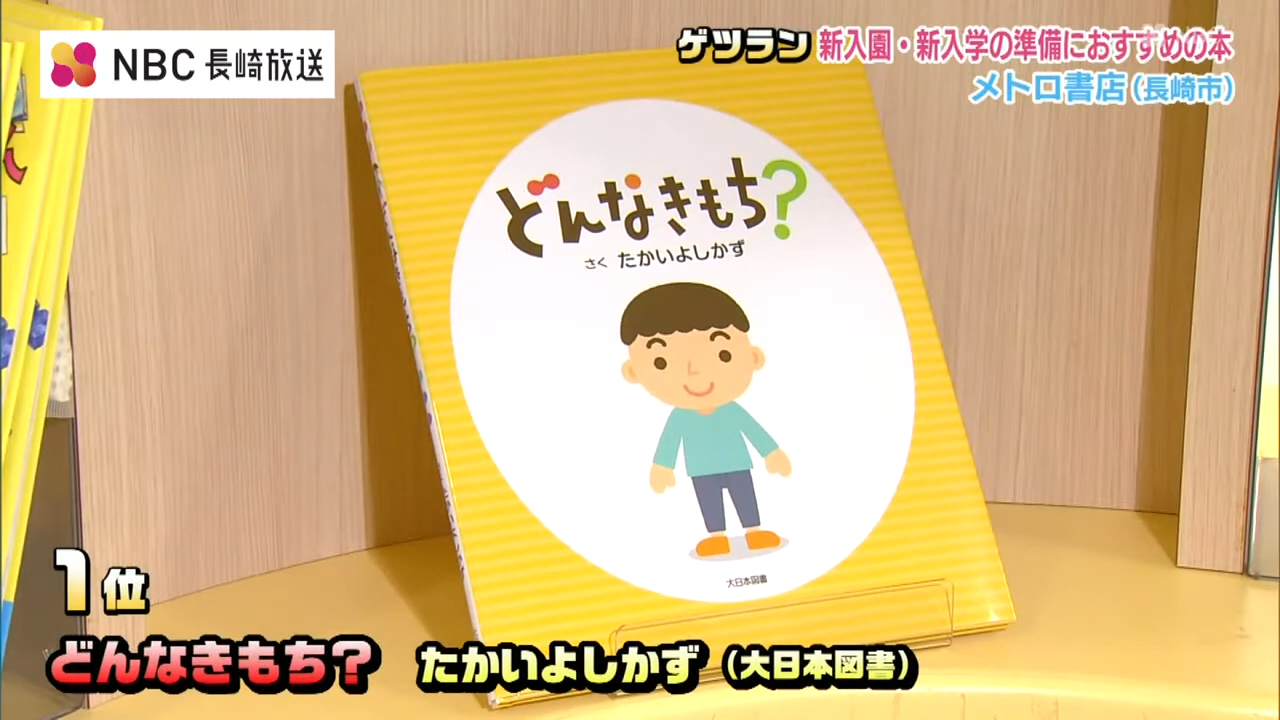 NBC 長崎放送
ゲツラン 新入園・新入学の準備におすすめの本
メトロ書店(長崎市)
どんなきもち?
さく たかいよしかず
大日本図書
1位
どんなきもち? たかいよしかず(大日本図書)